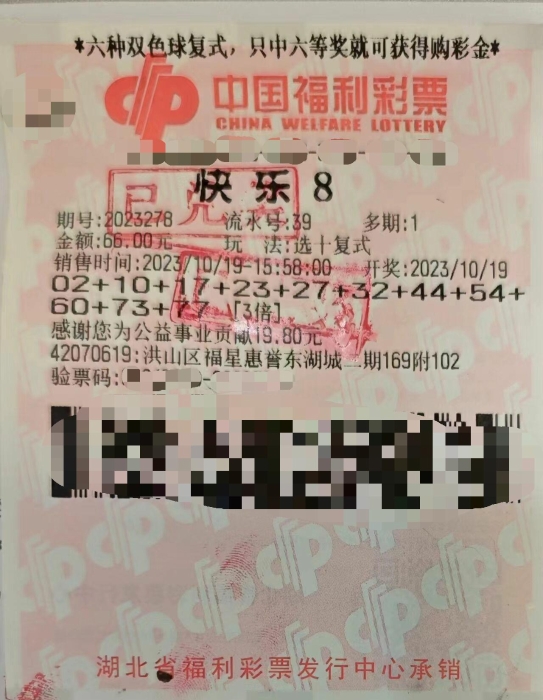 *六种双色球复式，只中六等奖就可获得购彩金*
中国福利彩票
CHINA WELFARE LOTTERY
快乐8
已兑奖
期号:2023278 流水号:39 多期:1
金额:66.00元 玩 法:选十复式
销售时间:2023/10/19-15:58:00 开奖:2023/10/19
02+10+17+23+27+32+44+54+
60+73+77 [3倍]
感谢您为公益事业贡献19.80元
42070619:洪山区福星惠誉东湖城二期169附102
验票码:
湖北省福利彩票发行中心承销